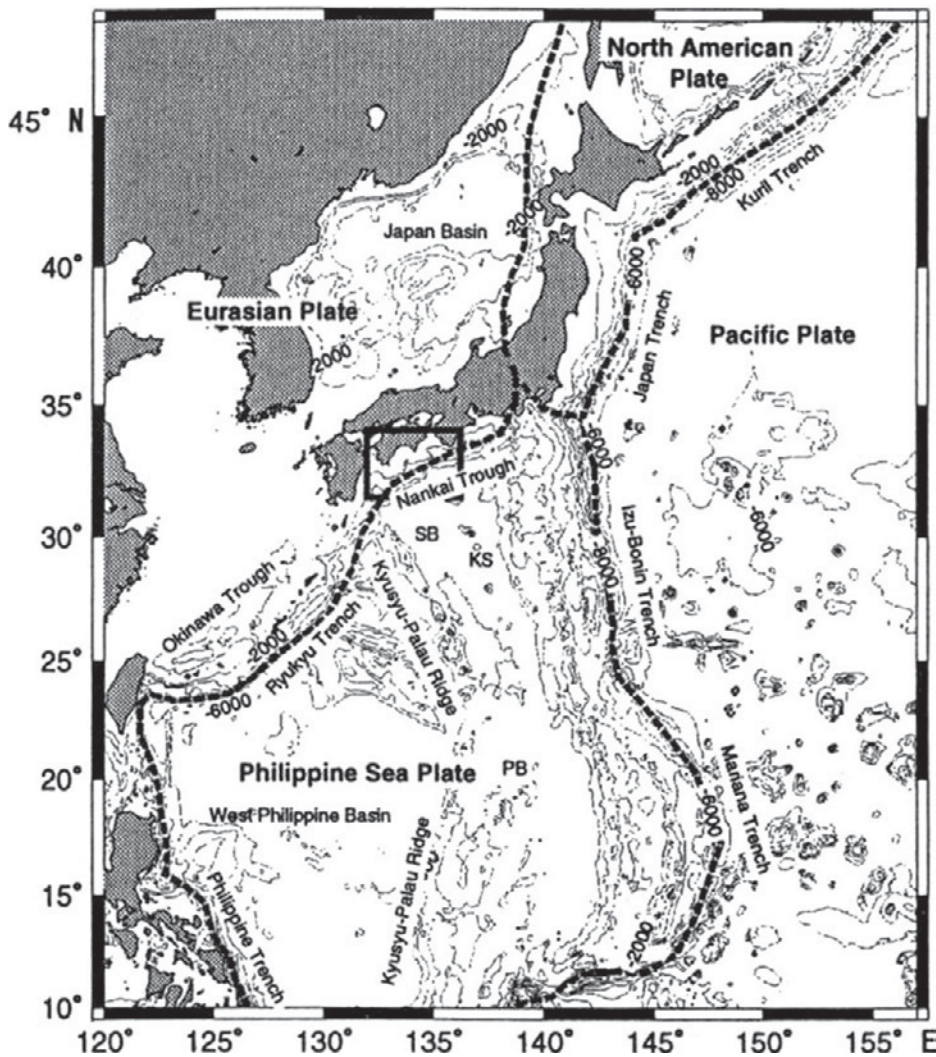 North American
Plate
45° N
-2000
-2000
-8000
Kuril Trench
-2000
Japan Basin
40°
-6000
Eurasian Plate
2000
Japan Trench
Pacific Plate
35°
-6000
Nankai Trough
30°
SB
KS
-8000
Izu-Bonin Trench
-6000
Okinawa Trough
-2000
Ryukyu Trench
Kyusyu-Palau Ridge
25°
-6000
20°
Philippine Sea Plate
PB
-6000
Mariana Trench
West Philippine Basin
15°
Philippine Trench
Kyusyu-Palau Ridge
-2000
10°
120° 125° 130° 135° 140° 145° 150° 155° E